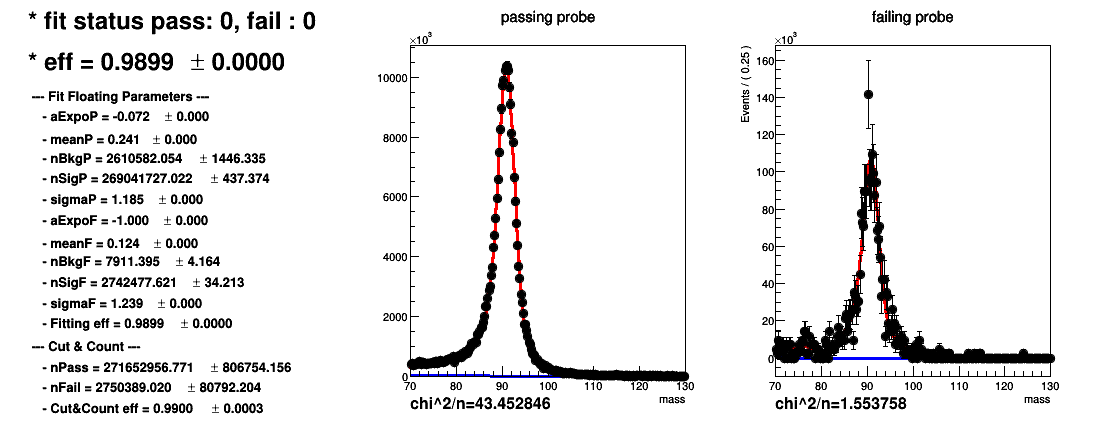 * fit status pass: 0, fail : 0
* eff = 0.9899 ± 0.0000
--- Fit Floating Parameters ---
- aExpoP = -0.072 ± 0.000
- meanP = 0.241 ± 0.000
- nBkgP = 2610582.054 ± 1446.335
- nSigP = 269041727.022 ± 437.374
- sigmaP = 1.185 ± 0.000
- aExpoF = -1.000 ± 0.000
- meanF = 0.124 ± 0.000
- nBkgF = 7911.395 ± 4.164
- nSigF = 2742477.621 ± 34.213
- sigmaF = 1.239 ± 0.000
- Fitting eff = 0.9899 ± 0.0000
--- Cut & Count ---
- nPass = 271652956.771 ± 806754.156
- nFail = 2750389.020 ± 80792.204
- Cut&Count eff = 0.9900 ± 0.0003
passing probe
×10³
10000
8000
6000
4000
2000
0
70 80 90 100 110 120 130
mass
chi^2/n=43.452846
failing probe
×10³
Events / ( 0.25 )
160
140
120
100
80
60
40
20
0
70 80 90 100 110 120 130
mass
chi^2/n=1.553758